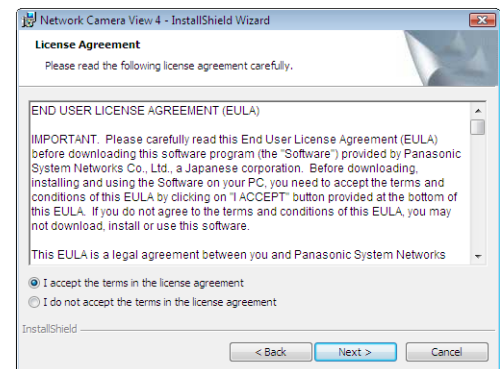 Network Camera View 4 - InstallShield Wizard
License Agreement
Please read the following license agreement carefully.
END USER LICENSE AGREEMENT (EULA)
IMPORTANT. Please carefully read this End User License Agreement (EULA)
before downloading this software program (the "Software") provided by Panasonic
System Networks Co., Ltd., a Japanese corporation. Before downloading,
installing and using the Software on your PC, you need to accept the terms and
conditions of this EULA by clicking on "I ACCEPT" button provided at the bottom of
this EULA. If you do not agree to the terms and conditions of this EULA, you may
not download, install or use this software.
This EULA is a legal agreement between you and Panasonic System Networks
I accept the terms in the license agreement
I do not accept the terms in the license agreement
InstallShield
< Back Next > Cancel